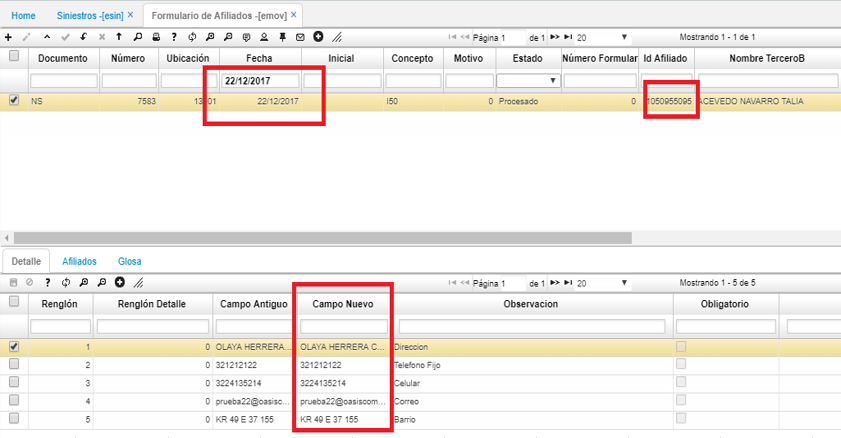 Home Siniestros -[esin] × Formulario de Afiliados -[emov] ×
Página 1 de 1 20 Mostrando 1 - 1 de 1
Documento Número Ubicación Fecha Inicial Concepto Motivo Estado Número Formular Id Afiliado Nombre TerceroB
22/12/2017
NS 7583 13001 22/12/2017 I50 0 Procesado 0 1050955095 ACEVEDO NAVARRO TALIA
Detalle Afiliados Glosa
Página 1 de 1 20 Mostrando 1 - 5 de 5
Renglón Renglón Detalle Campo Antiguo Campo Nuevo Observacion Obligatorio
1 0 OLAYA HERRERA... OLAYA HERRERA C... Direccion
2 0 321212122 321212122 Telefono Fijo
3 0 3224135214 3224135214 Celular
4 0 prueba22@oasiscom... prueba22@oasiscom... Correo
5 0 KR 49 E 37 155 KR 49 E 37 155 Barrio